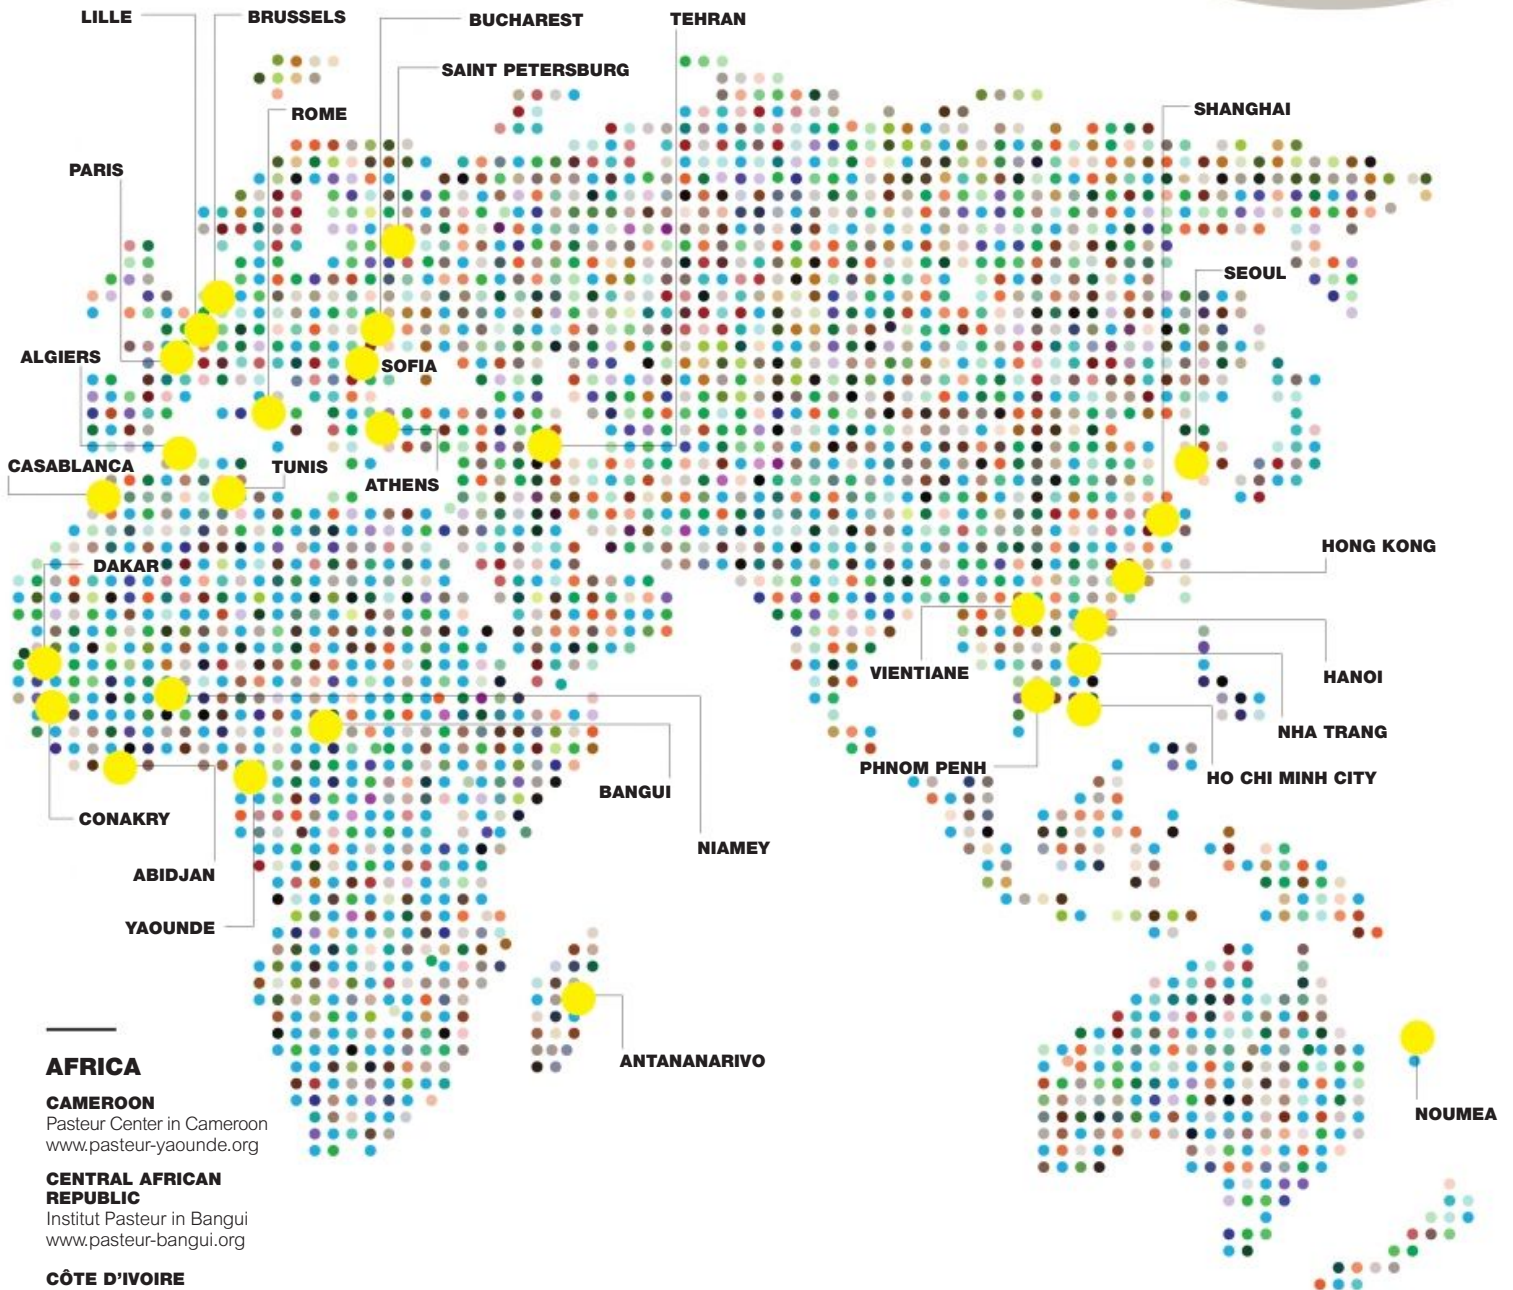 LILLE
BRUSSELS
BUCHAREST
TEHRAN
SAINT PETERSBURG
ROME
SHANGHAI
PARIS
SEOUL
ALGIERS
SOFIA
CASABLANCA
TUNIS
ATHENS
HONG KONG
DAKAR
VIENTIANE
HANOI
NHA TRANG
PHNOM PENH
HO CHI MINH CITY
BANGUI
CONAKRY
NIAMEY
ABIDJAN
YAOUNDE
ANTANANARIVO
NOUMEA
AFRICA
CAMEROON
Pasteur Center in Cameroon
www.pasteur-yaounde.org
CENTRAL AFRICAN
REPUBLIC
Institut Pasteur in Bangui
www.pasteur-bangui.org
CÔTE D'IVOIRE